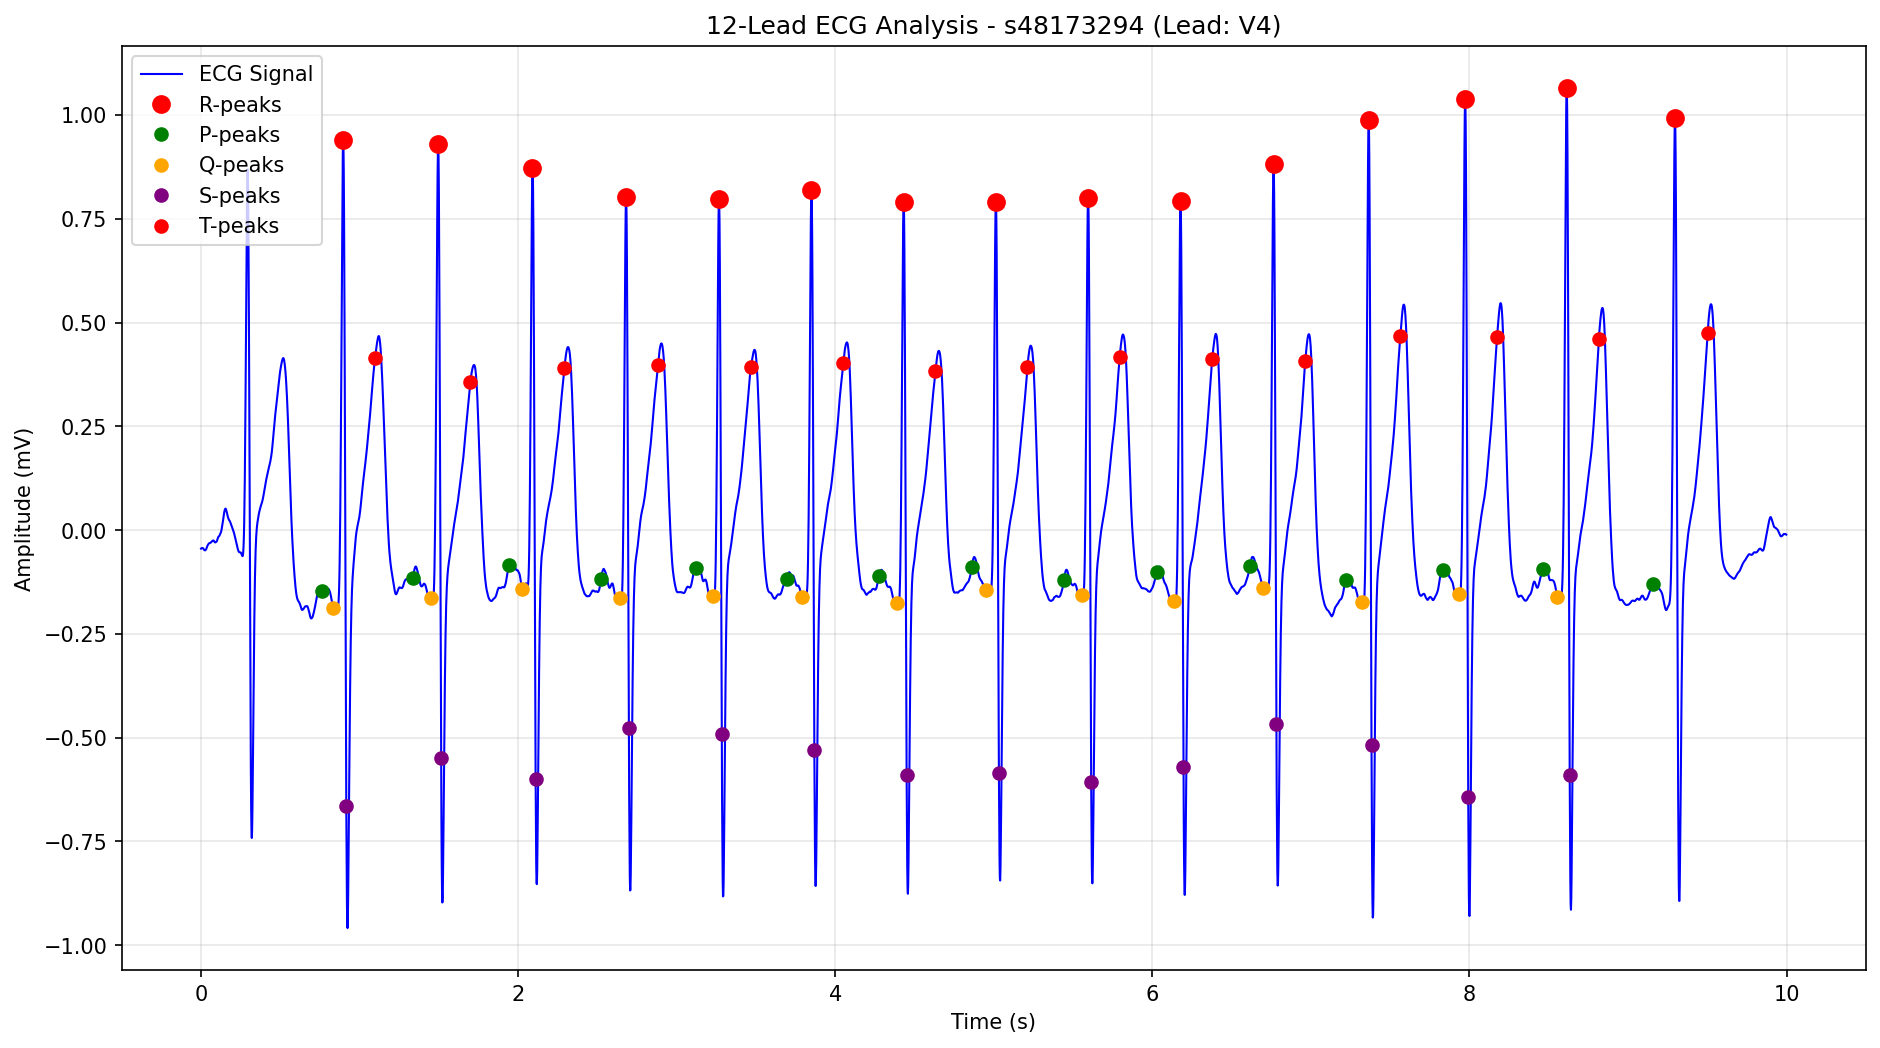 12-Lead ECG Analysis - s48173294 (Lead: V4)
ECG Signal
R-peaks
P-peaks
Q-peaks
S-peaks
T-peaks
1.00
0.75
0.50
0.25
0.00
−0.25
−0.50
−0.75
−1.00
Amplitude (mV)
0 2 4 6 8 10
Time (s)